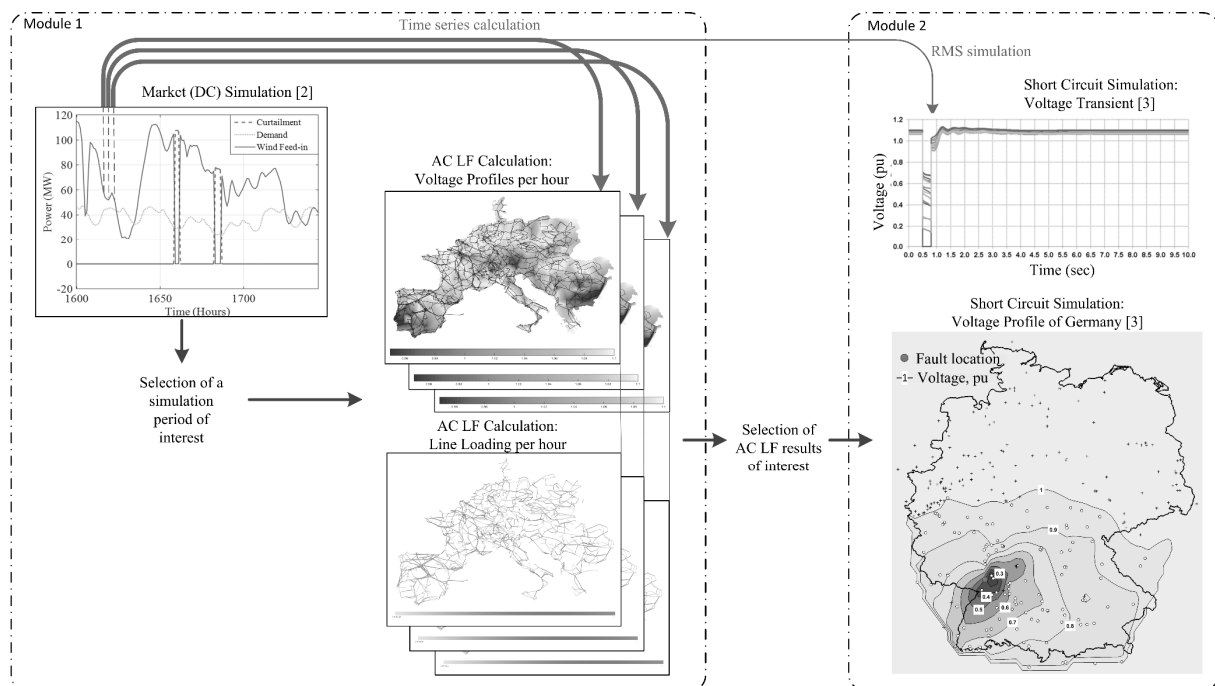 Module 1
Time series calculation
Market (DC) Simulation [2]
120
100
80
60
40
20
0
-20
Power (MW)
Curtailment
Demand
Wind Feed-in
1600
1650
1700
Time (Hours)
Selection of a
simulation
period of
interest
AC LF Calculation:
Voltage Profiles per hour
AC LF Calculation:
Line Loading per hour
Selection of
AC LF results
of interest
Module 2
RMS simulation
Short Circuit Simulation:
Voltage Transient [3]
Voltage (pu)
1.2
1.0
0.8
0.6
0.4
0.2
0.0
0.0 0.5 1.0 1.5 2.0 2.5 3.0 3.5 4.0 4.5 5.0 5.5 6.0 6.5 7.0 7.5 8.0 8.5 9.0 9.5 10.0
Time (sec)
Short Circuit Simulation:
Voltage Profile of Germany [3]
Fault location
-1- Voltage, pu
1
0.9
0.3
0.4
0.5
0.6
0.7
0.8